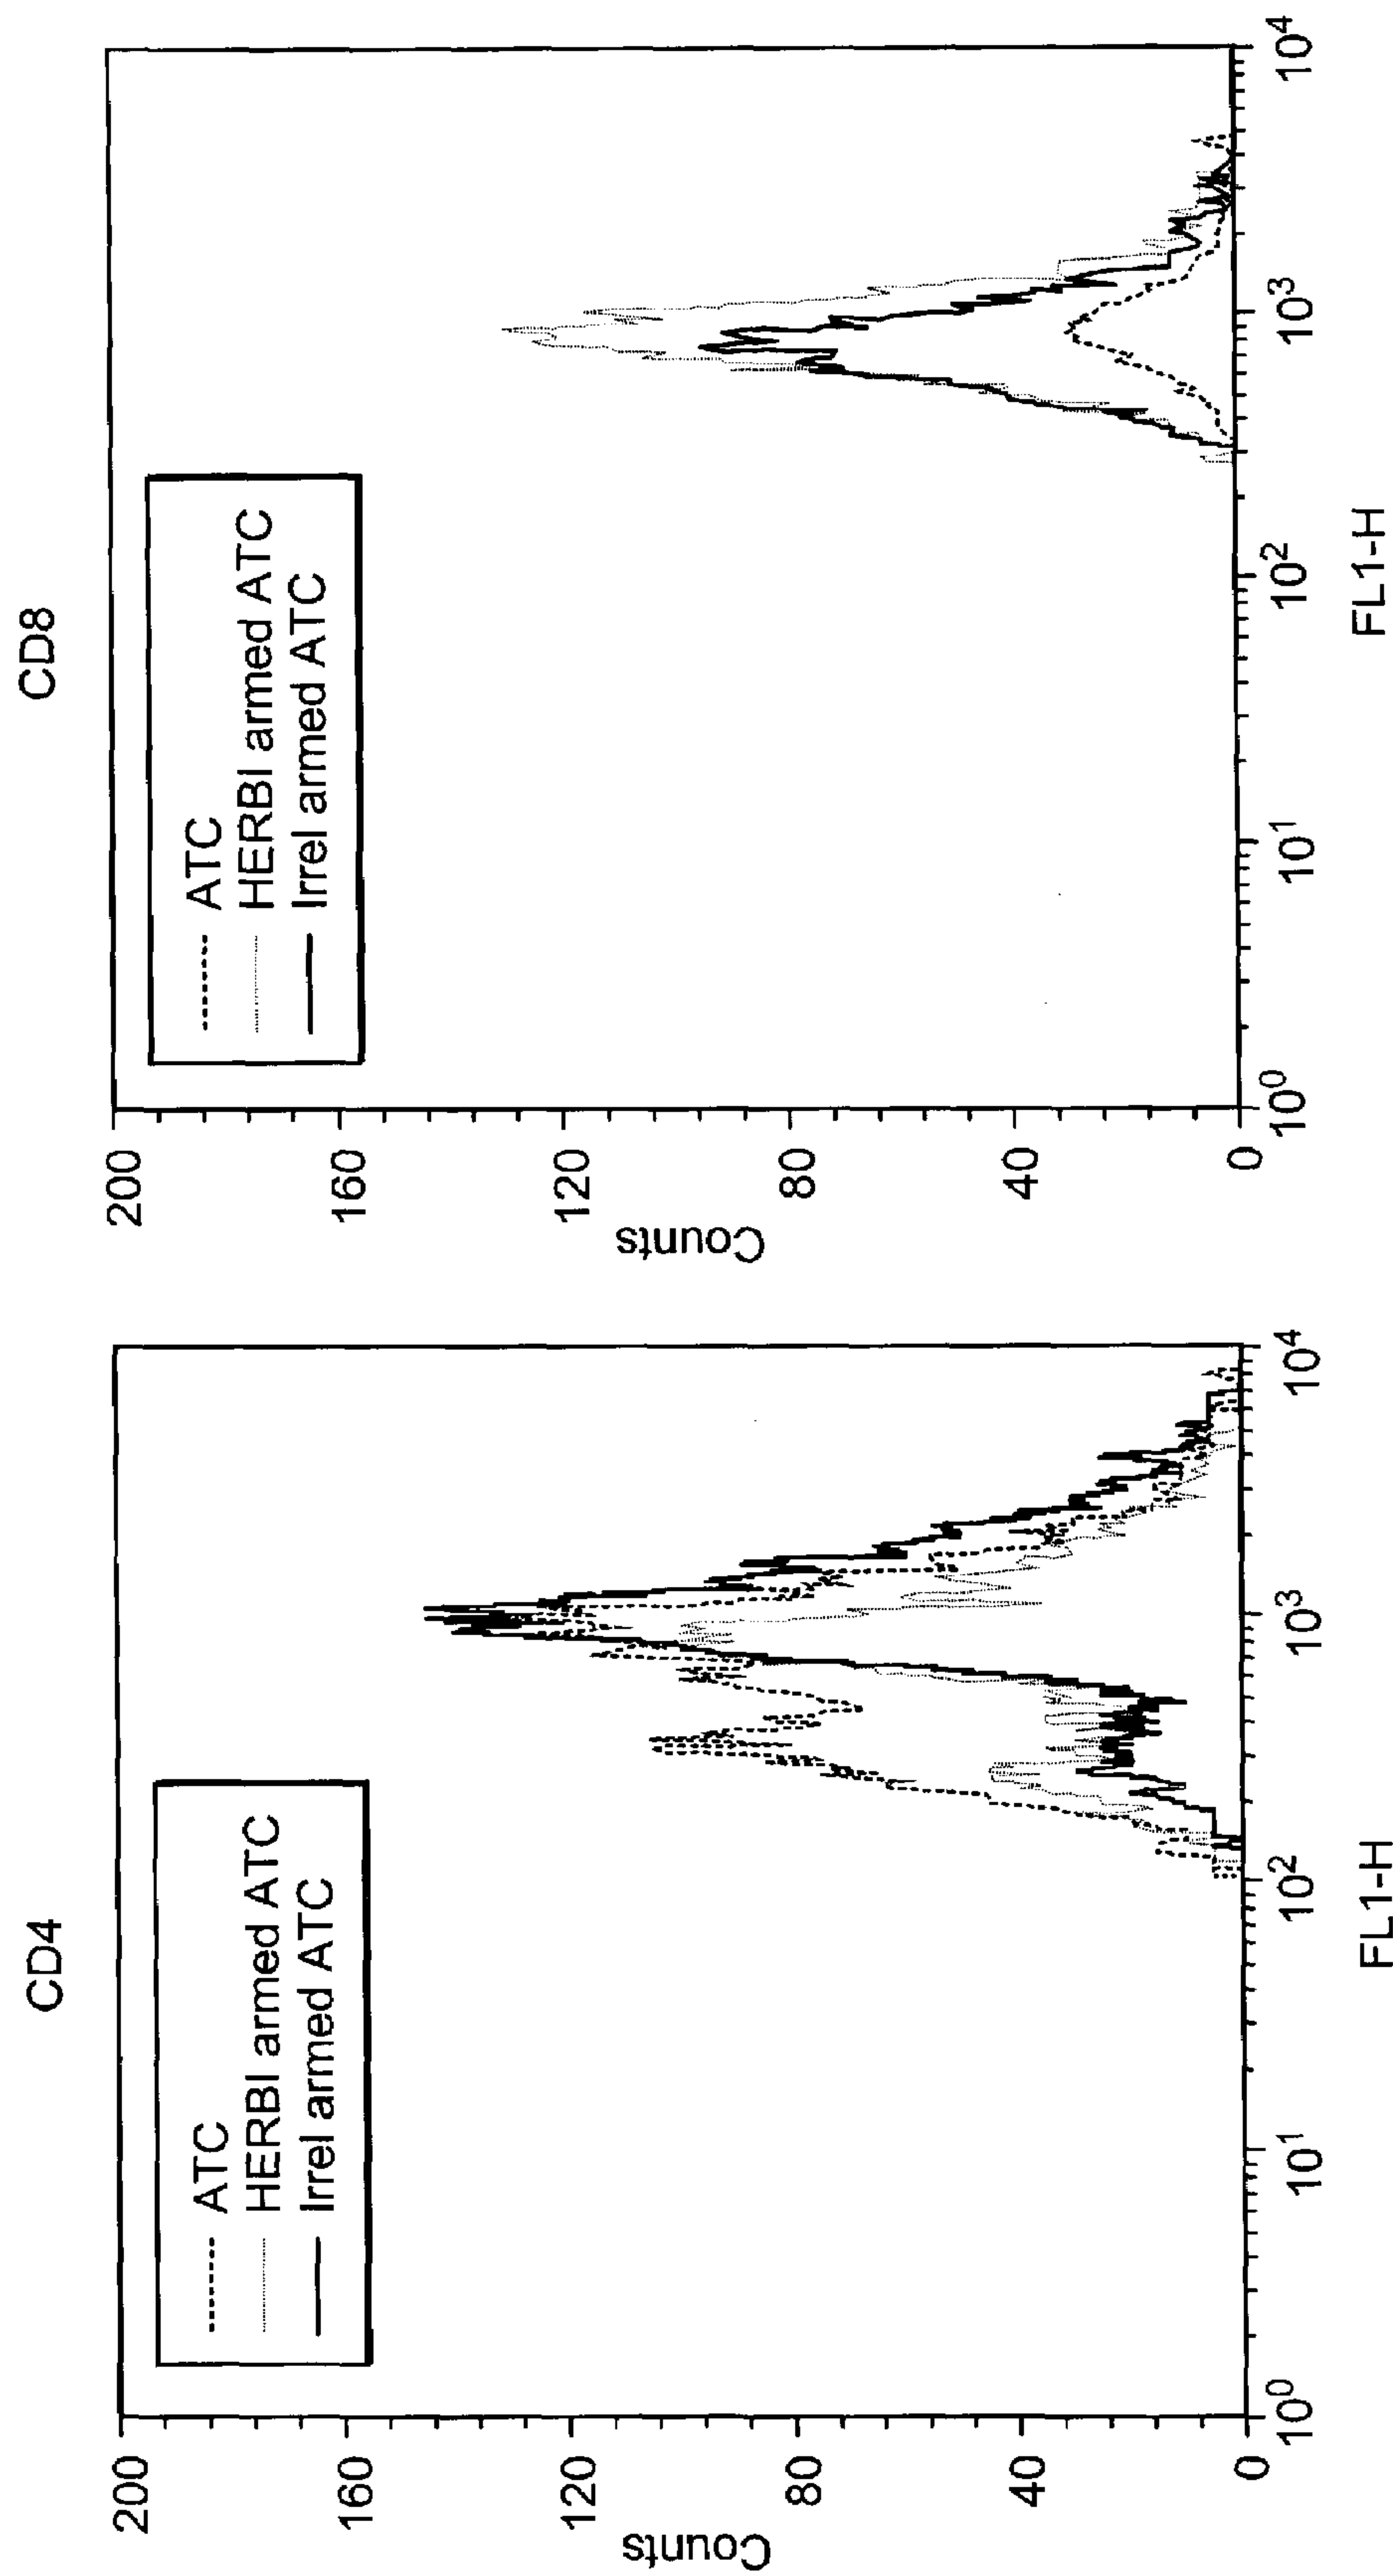 CD4
Counts
200
160
120
80
40
0
ATC
HERBI armed ATC
Irrel armed ATC
10⁰
10¹
10²
10³
10⁴
FL1-H
CD8
Counts
200
160
120
80
40
0
ATC
HERBI armed ATC
Irrel armed ATC
10⁰
10¹
10²
10³
10⁴
FL1-H